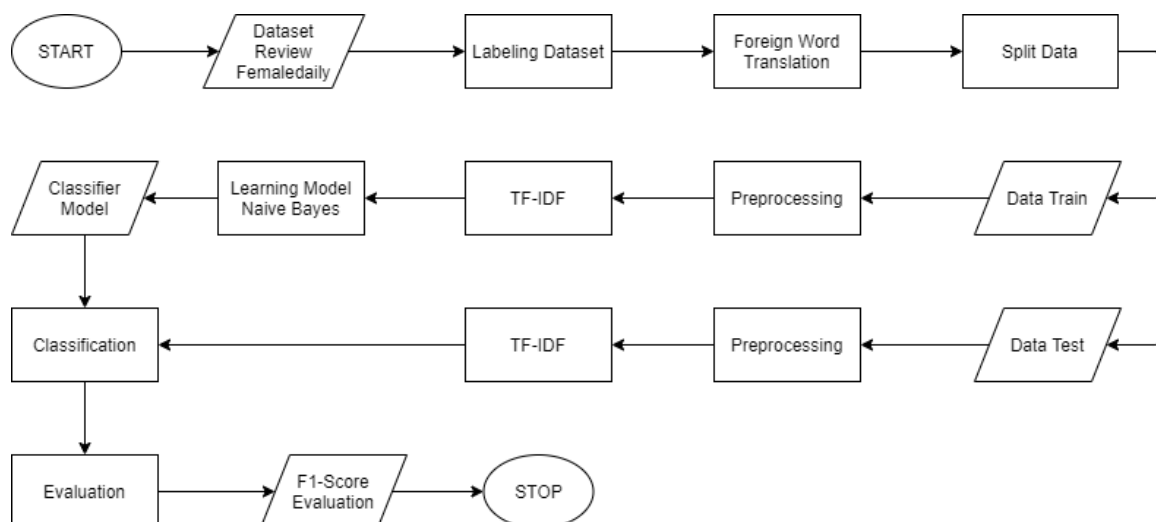 START
Dataset
Review
Femaledaily
Labeling Dataset
Foreign Word
Translation
Split Data
Classifier
Model
Learning Model
Naive Bayes
TF-IDF
Preprocessing
Data Train
Classification
TF-IDF
Preprocessing
Data Test
Evaluation
F1-Score
Evaluation
STOP